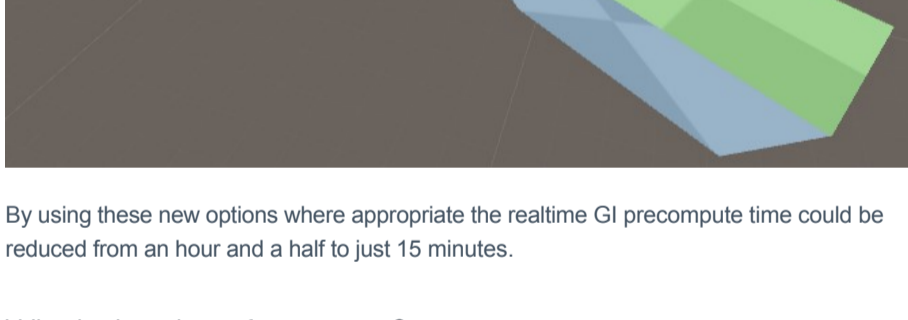 By using these new options where appropriate the realtime GI precompute time could be
reduced from an hour and a half to just 15 minutes.